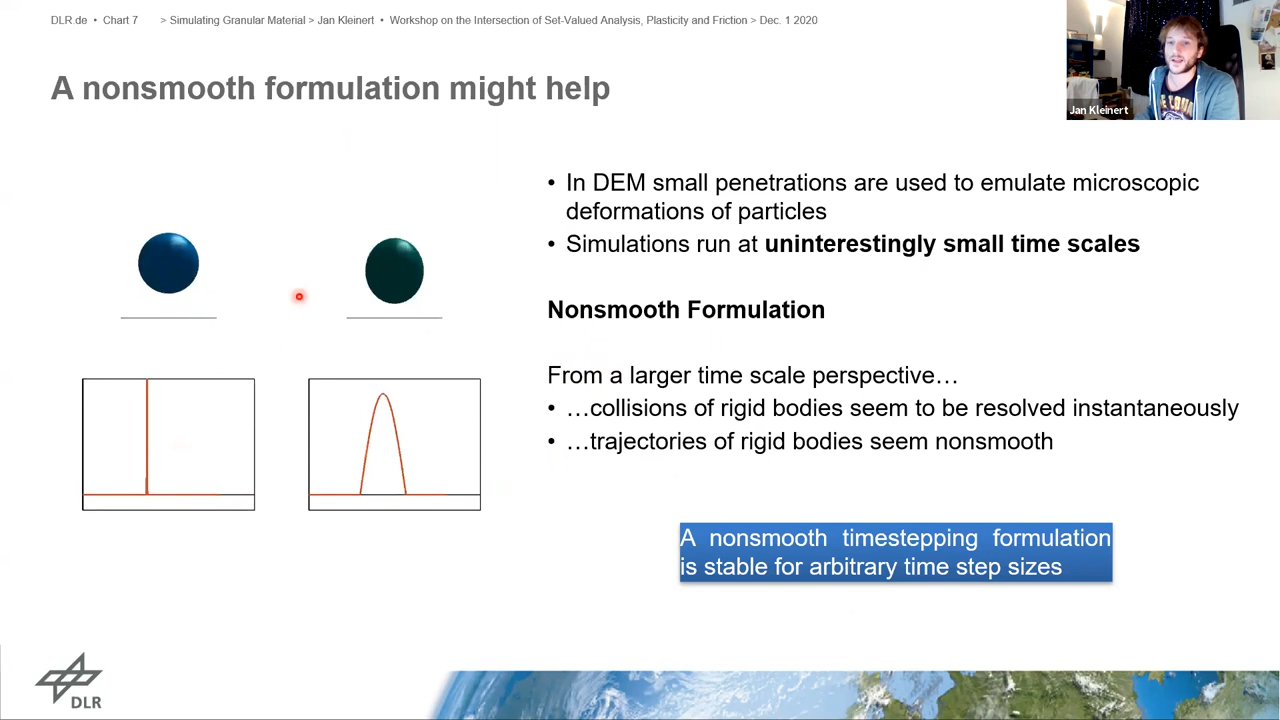 DLR.de • Chart 7 > Simulating Granular Material > Jan Kleinert • Workshop on the Intersection of Set-Valued Analysis, Plasticity and Friction > Dec. 1 2020
A nonsmooth formulation might help
Jan Kleinert
• In DEM small penetrations are used to emulate microscopic
deformations of particles
• Simulations run at uninterestingly small time scales
Nonsmooth Formulation
From a larger time scale perspective…
• …collisions of rigid bodies seem to be resolved instantaneously
• …trajectories of rigid bodies seem nonsmooth
A nonsmooth timestepping formulation
is stable for arbitrary time step sizes
DLR